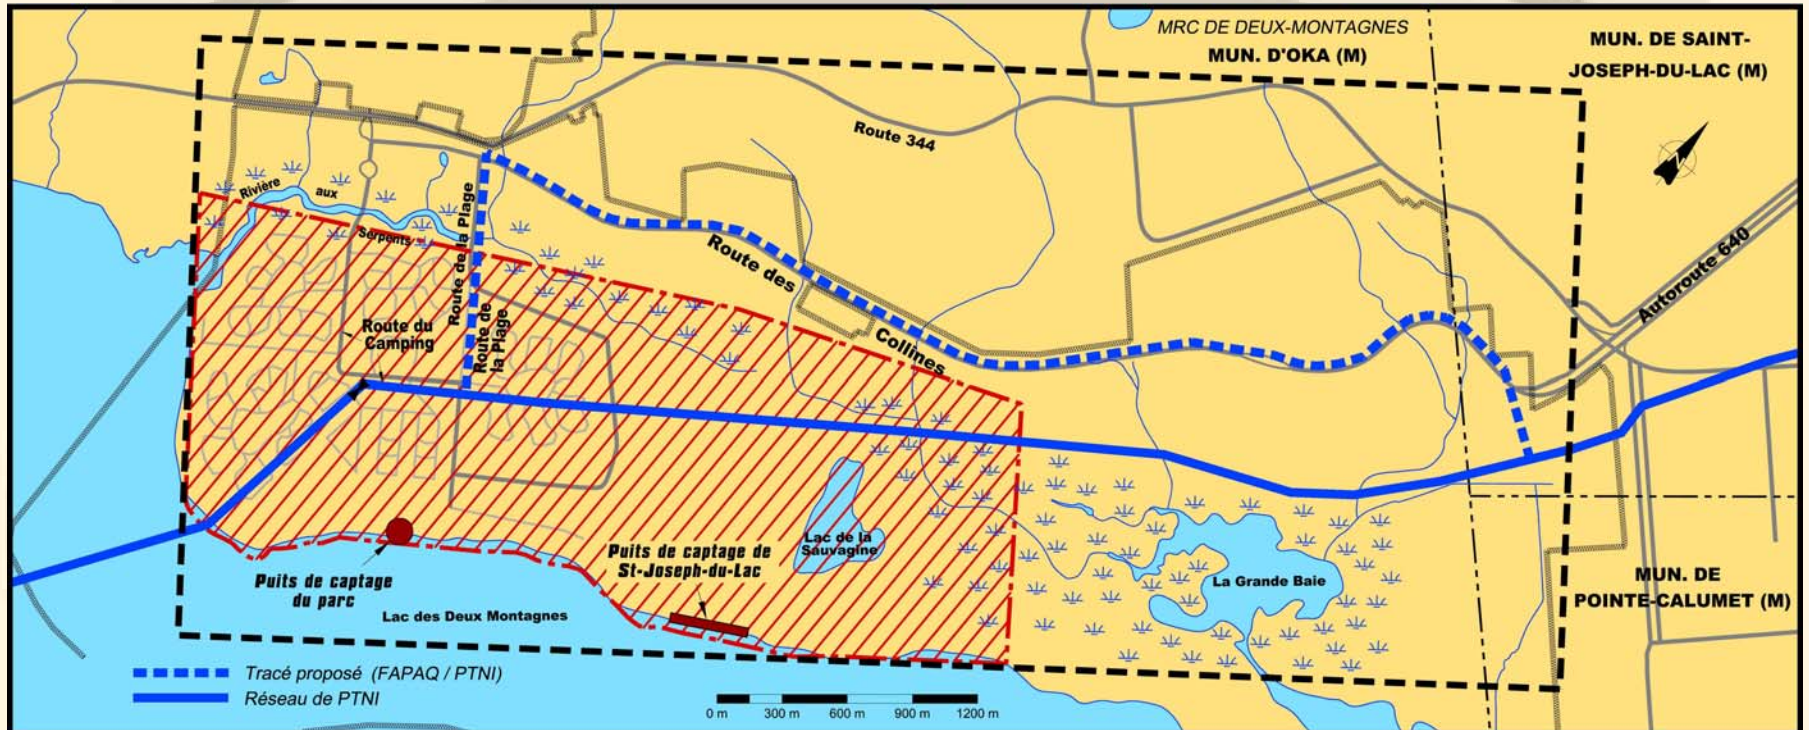 MRC DE DEUX-MONTAGNES
MUN. D'OKA (M)
MUN. DE SAINT-
JOSEPH-DU-LAC (M)
N
Route 344
Rivière
aux
Serpents
Route de la Plage
Route de
la Plage
Route des
Collines
Autoroute 640
Route du
Camping
Puits de captage de
St-Joseph-du-Lac
Lac de la
Sauvagine
La Grande Baie
Puits de captage
du parc
Lac des Deux Montagnes
MUN. DE
POINTE-CALUMET (M)
Tracé proposé (FAPAQ / PTNI)
Réseau de PTNI
0 m 300 m 600 m 900 m 1200 m